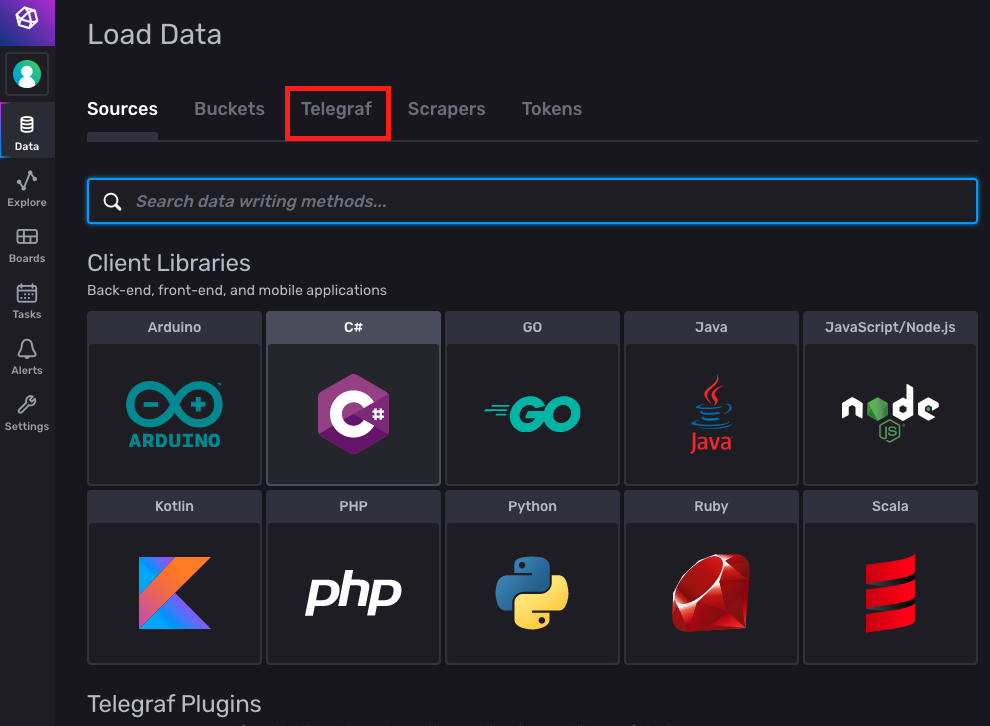 Load Data
Sources Buckets Telegraf Scrapers Tokens
Data
Explore
Boards
Tasks
Alerts
Settings
Search data writing methods...
Client Libraries
Back-end, front-end, and mobile applications
Arduino C# GO Java JavaScript/Node.js
ARDUINO C# GO Java node JS
Kotlin PHP Python Ruby Scala
php
Telegraf Plugins